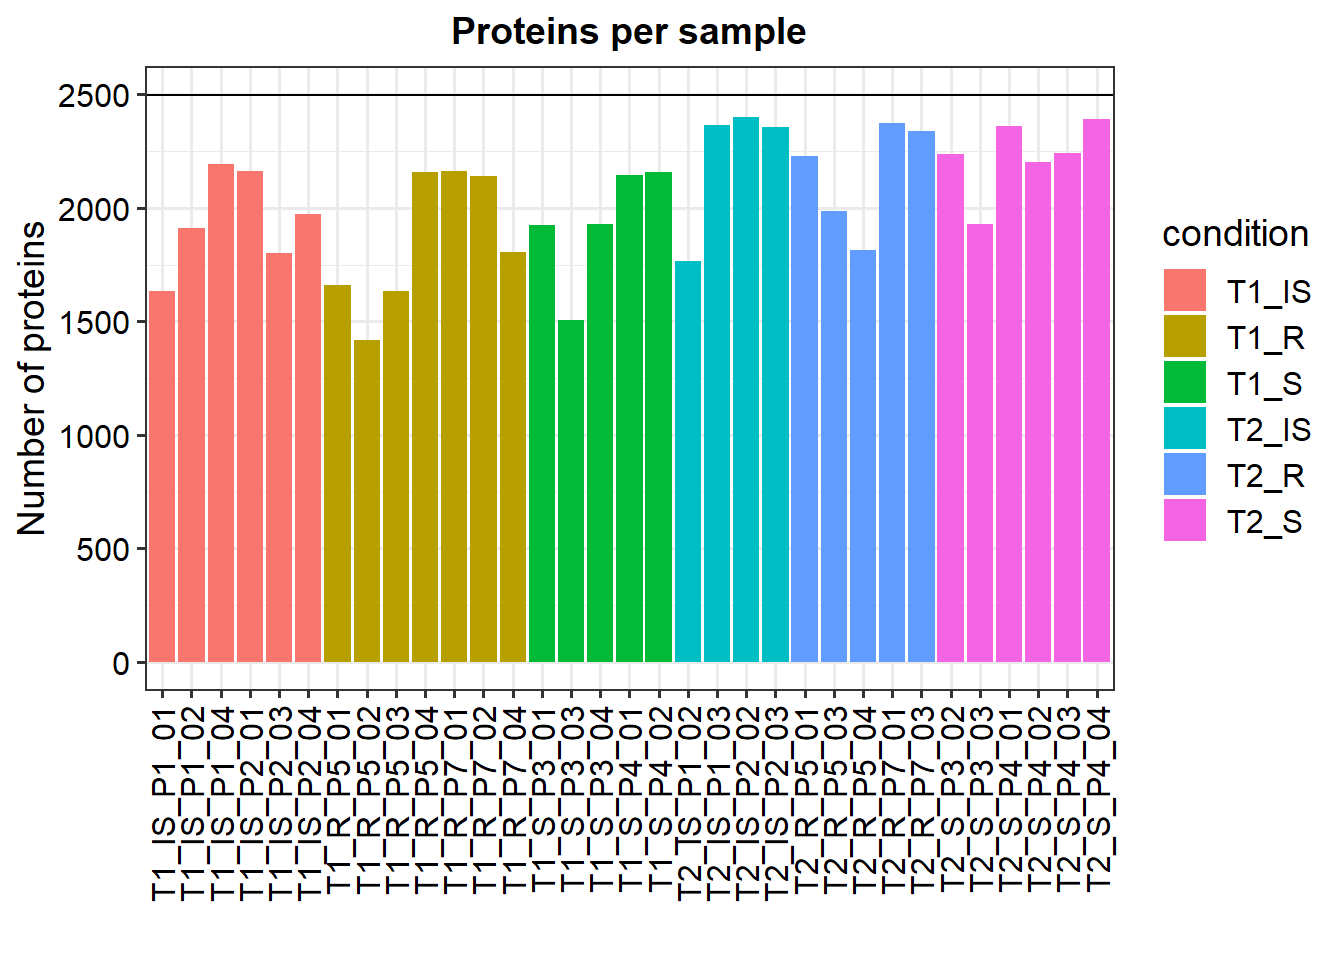 Proteins per sample
Number of proteins
2500
2000
1500
1000
500
0
T1_IS_P1_01
T1_IS_P1_02
T1_IS_P1_04
T1_IS_P2_01
T1_IS_P2_03
T1_IS_P2_04
T1_R_P5_01
T1_R_P5_02
T1_R_P5_03
T1_R_P5_04
T1_R_P7_01
T1_R_P7_02
T1_R_P7_04
T1_S_P3_01
T1_S_P3_03
T1_S_P3_04
T1_S_P4_01
T1_S_P4_02
T2_IS_P1_02
T2_IS_P1_03
T2_IS_P2_02
T2_IS_P2_03
T2_R_P5_01
T2_R_P5_03
T2_R_P5_04
T2_R_P7_01
T2_R_P7_03
T2_S_P3_02
T2_S_P3_03
T2_S_P4_01
T2_S_P4_02
T2_S_P4_03
T2_S_P4_04
condition
T1_IS
T1_R
T1_S
T2_IS
T2_R
T2_S